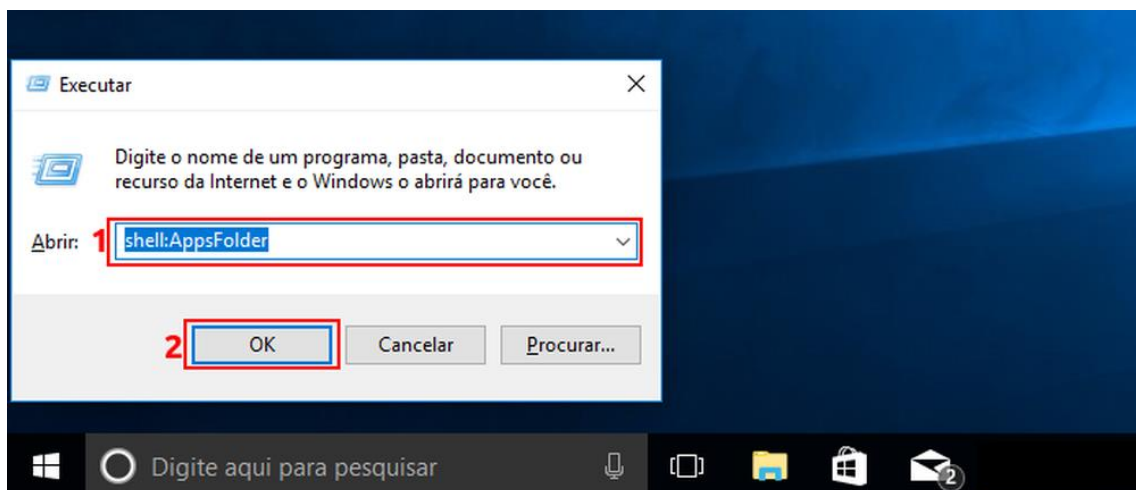 Executar
Digite o nome de um programa, pasta, documento ou
recurso da Internet e o Windows o abrirá para você.
Abrir: 1 shell:AppsFolder
2 OK Cancelar Procurar...
Digite aqui para pesquisar 2